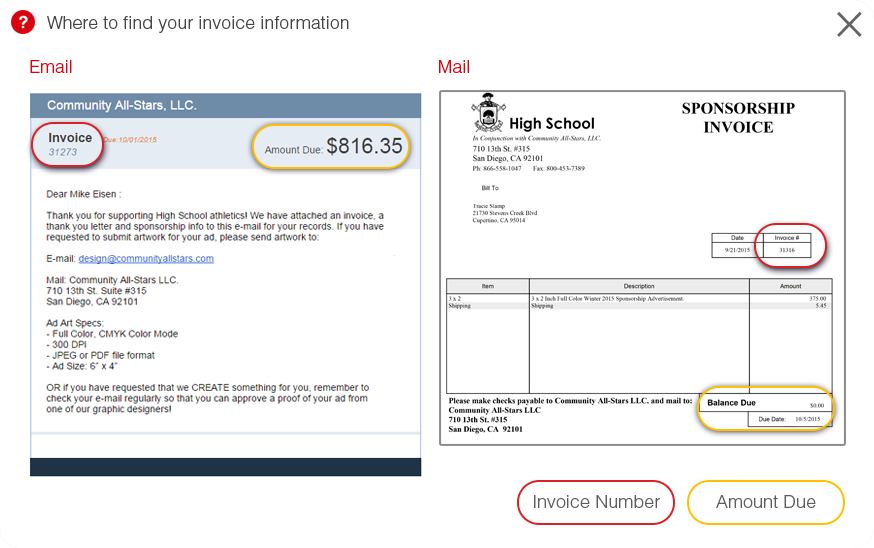 ? Where to find your invoice information
Email
Community All-Stars, LLC.
Invoice
31273
Due: 10/01/2015
Amount Due: $816.35
Dear Mike Eisen :
Thank you for supporting High School athletics! We have attached an invoice, a
thank you letter and sponsorship info to this e-mail for your records. If you have
requested to submit artwork for your ad, please send artwork to:
E-mail: design@communityallstars.com
Mail: Community All-Stars LLC.
710 13th St. Suite #315
San Diego, CA 92101
Ad Art Specs:
- Full Color, CMYK Color Mode
- 300 DPI
- JPEG or PDF file format
- Ad Size: 6" x 4"
OR if you have requested that we CREATE something for you, remember to
check your e-mail regularly so that you can approve a proof of your ad from
one of our graphic designers!
Mail
High School
In Conjunction with Community All-Stars, LLC.
710 13th St. #315
San Diego, CA 92101
Ph: 866-558-1047 Fax: 800-453-7389
SPONSORSHIP
INVOICE
Bill To
Tracie Stamp
21730 Stevens Creek Blvd
Cupertino, CA 95014
Date Invoice #
9/21/2015 31316
Item Description Amount
3 x 2 3 x 2 Inch Full Color Winter 2015 Sponsorship Advertisement. 375.00
Shipping Shipping 5.45
Please make checks payable to Community All-Stars LLC. and mail to:
Community All-Stars LLC
710 13th St. #315
San Diego, CA 92101
Balance Due $0.00
Due Date: 10/5/2015
Invoice Number
Amount Due